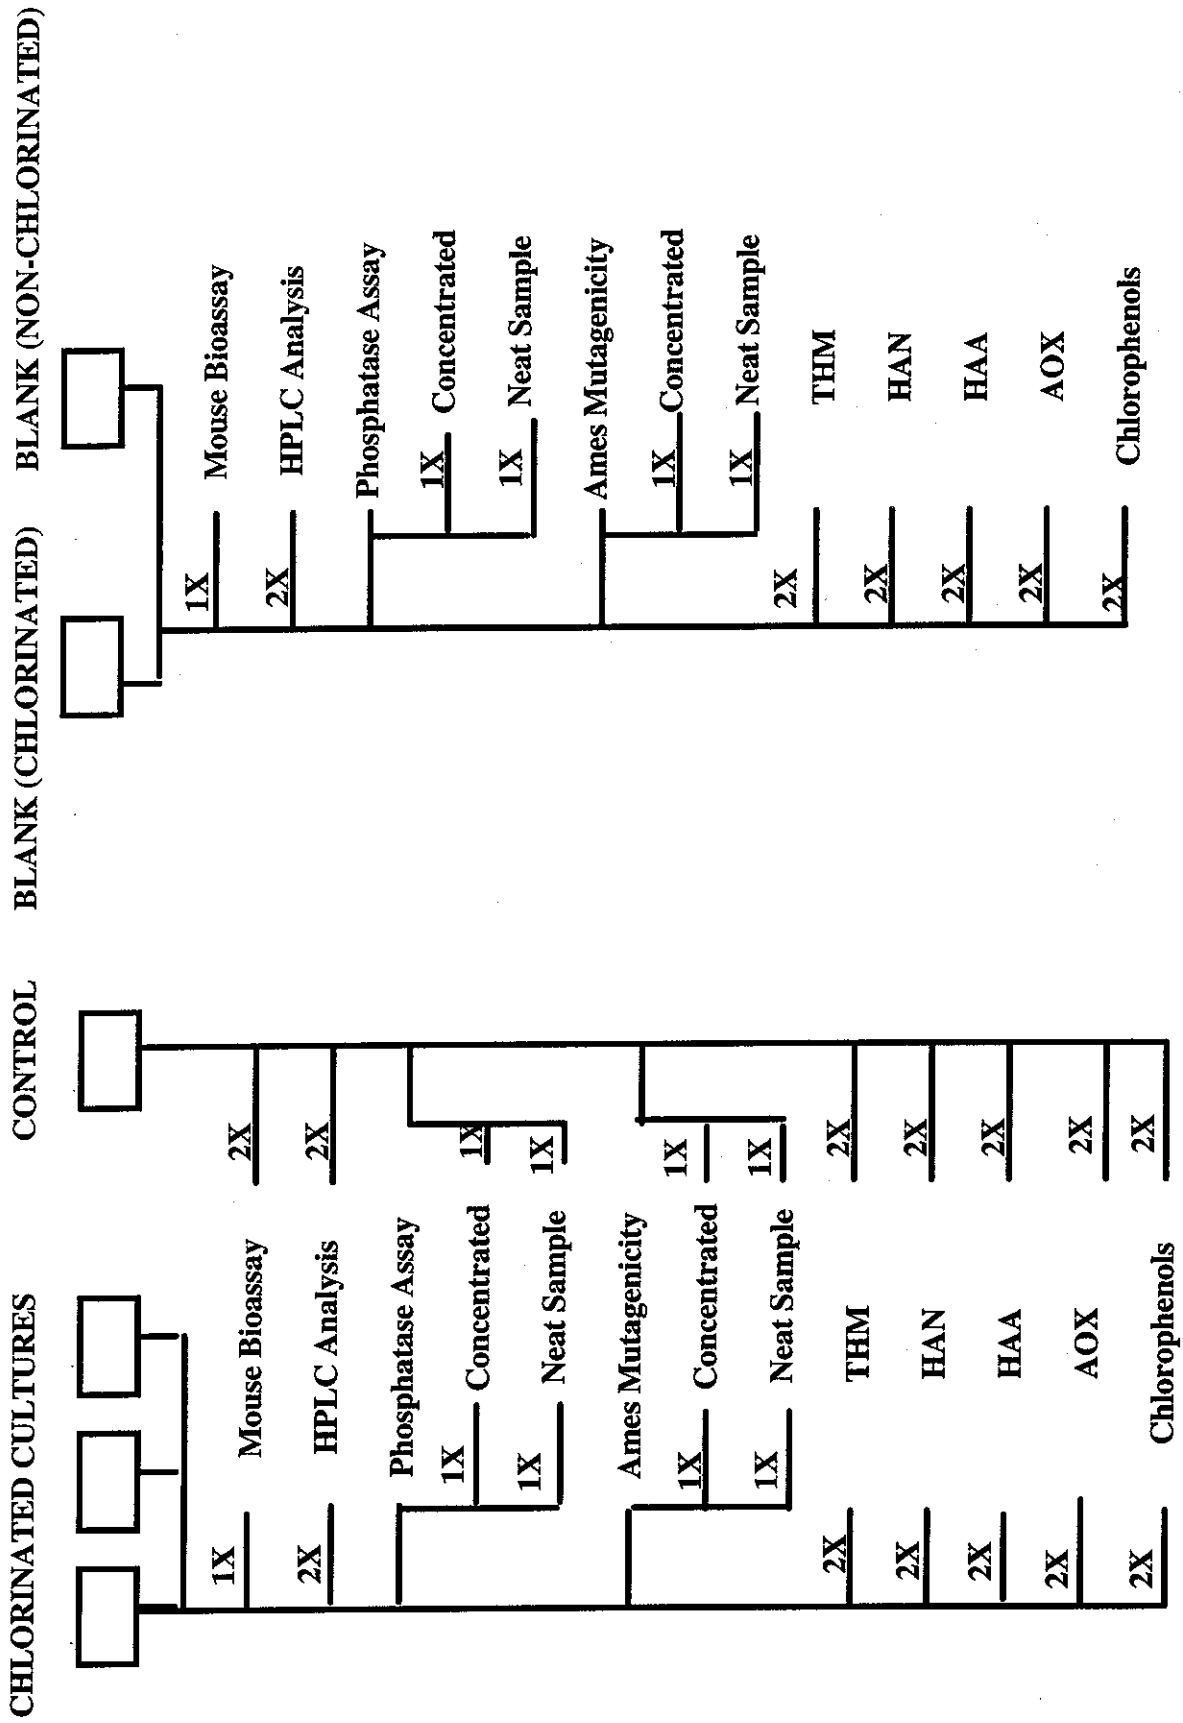 CHLORINATED CULTURES
CONTROL
BLANK (CHLORINATED)
BLANK (NON-CHLORINATED)
1X
Mouse Bioassay
2X
2X
HPLC Analysis
2X
Phosphatase Assay
1X
Concentrated
1X
1X
Neat Sample
1X
Ames Mutagenicity
1X
Concentrated
1X
1X
Neat Sample
1X
2X
THM
2X
2X
HAN
2X
2X
HAA
2X
2X
AOX
2X
2X
Chlorophenols
2X
1X
Mouse Bioassay
2X
HPLC Analysis
Phosphatase Assay
1X
Concentrated
1X
Neat Sample
Ames Mutagenicity
1X
Concentrated
1X
Neat Sample
2X
THM
2X
HAN
2X
HAA
2X
AOX
2X
Chlorophenols